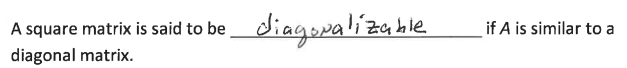 A square matrix is said to be diagonalizable if A is similar to a
diagonal matrix.